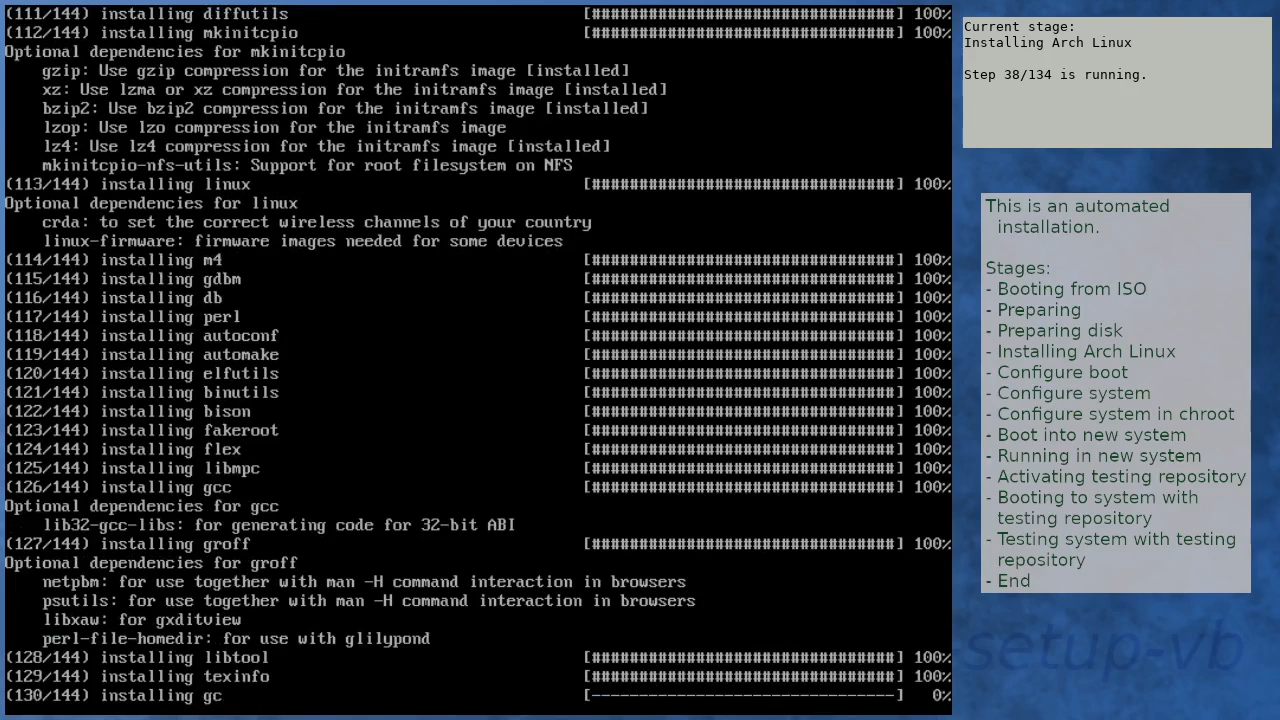 (111/144) installing diffutils [################################] 100%
(112/144) installing mkinitcpio [################################] 100%
Optional dependencies for mkinitcpio
gzip: Use gzip compression for the initramfs image [installed]
xz: Use lzma or xz compression for the initramfs image [installed]
bzip2: Use bzip2 compression for the initramfs image [installed]
lzop: Use lzo compression for the initramfs image
lz4: Use lz4 compression for the initramfs image [installed]
mkinitcpio-nfs-utils: Support for root filesystem on NFS
(113/144) installing linux [################################] 100%
Optional dependencies for linux
crda: to set the correct wireless channels of your country
linux-firmware: firmware images needed for some devices
(114/144) installing m4 [################################] 100%
(115/144) installing gdbm [################################] 100%
(116/144) installing db [################################] 100%
(117/144) installing perl [################################] 100%
(118/144) installing autoconf [################################] 100%
(119/144) installing automake [################################] 100%
(120/144) installing elfutils [################################] 100%
(121/144) installing binutils [################################] 100%
(122/144) installing bison [################################] 100%
(123/144) installing fakeroot [################################] 100%
(124/144) installing flex [################################] 100%
(125/144) installing libmpc [################################] 100%
(126/144) installing gcc [################################] 100%
Optional dependencies for gcc
lib32-gcc-libs: for generating code for 32-bit ABI
(127/144) installing groff [################################] 100%
Optional dependencies for groff
netpbm: for use together with man -H command interaction in browsers
psutils: for use together with man -H command interaction in browsers
libxaw: for gxditview
perl-file-homedir: for use with glilypond
(128/144) installing libtool [################################] 100%
(129/144) installing texinfo [################################] 100%
(130/144) installing gc [--------------------------------] 0%
Current stage:
Installing Arch Linux
Step 38/134 is running.
This is an automated
installation.
Stages:
- Booting from ISO
- Preparing
- Preparing disk
- Installing Arch Linux
- Configure boot
- Configure system
- Configure system in chroot
- Boot into new system
- Running in new system
- Activating testing repository
- Booting to system with
testing repository
- Testing system with testing
repository
- End
setup-vb